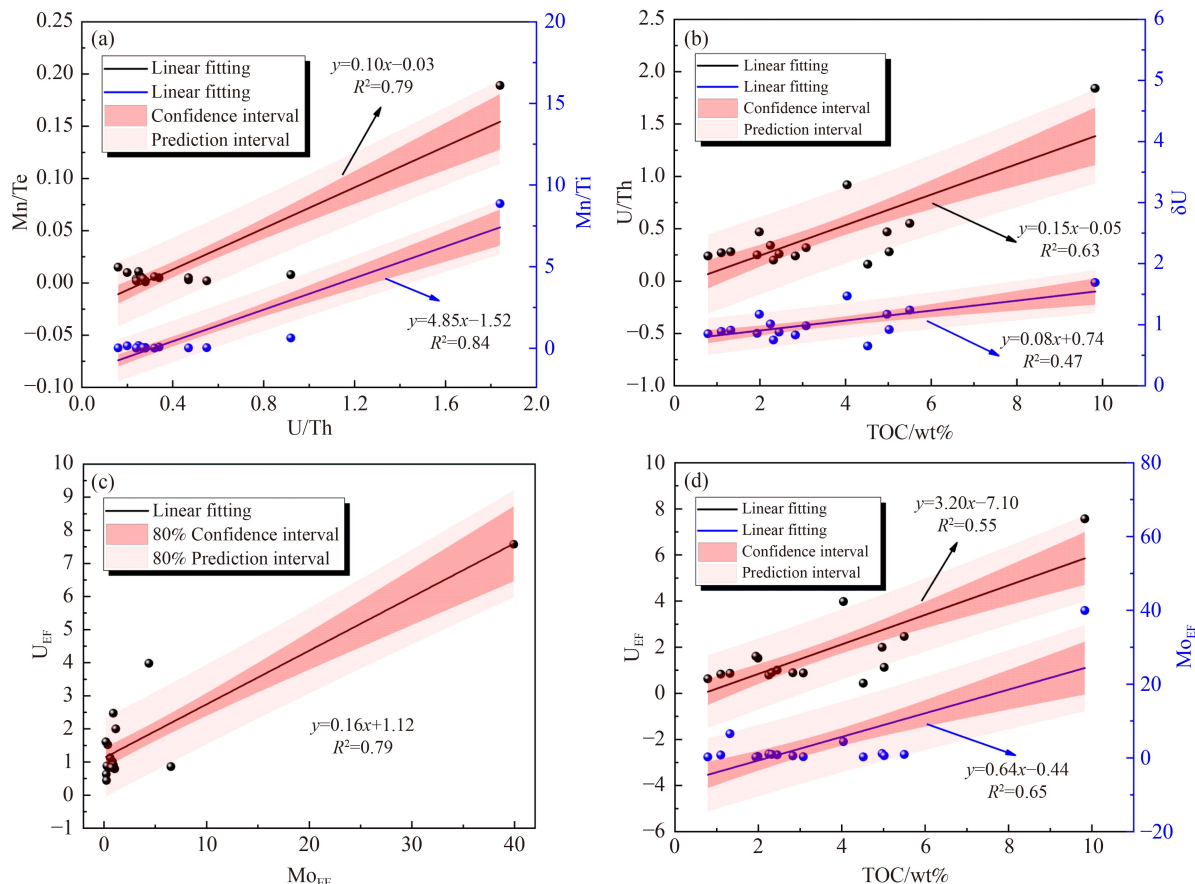 (a)
Linear fitting
Linear fitting
Confidence interval
Prediction interval
y=0.10x−0.03
R²=0.79
y=4.85x−1.52
R²=0.84
0.20
0.15
0.10
0.05
0.00
−0.05
−0.10
Mn/Te
20
15
10
5
0
Mn/Ti
0.0 0.4 0.8 1.2 1.6 2.0
U/Th
(b)
Linear fitting
Linear fitting
Confidence interval
Prediction interval
y=0.15x−0.05
R²=0.63
y=0.08x+0.74
R²=0.47
2.5
2.0
1.5
1.0
0.5
0.0
−0.5
−1.0
U/Th
6
5
4
3
2
1
0
δU
0 2 4 6 8 10
TOC/wt%
(c)
Linear fitting
80% Confidence interval
80% Prediction interval
y=0.16x+1.12
R²=0.79
10
9
8
7
6
5
4
3
2
1
0
−1
U_EF
0 10 20 30 40
Mo_EF
(d)
Linear fitting
Linear fitting
Confidence interval
Prediction interval
y=3.20x−7.10
R²=0.55
y=0.64x−0.44
R²=0.65
10
8
6
4
2
0
−2
−4
−6
U_EF
80
60
40
20
0
−20
Mo_EF
0 2 4 6 8 10
TOC/wt%